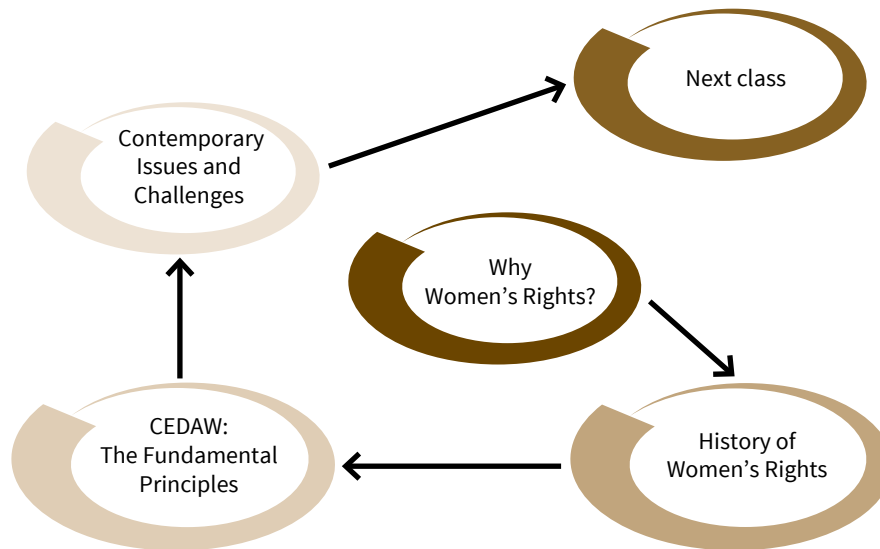 Next class
Contemporary
Issues and
Challenges
Why
Women’s Rights?
CEDAW:
The Fundamental
Principles
History of
Women’s Rights